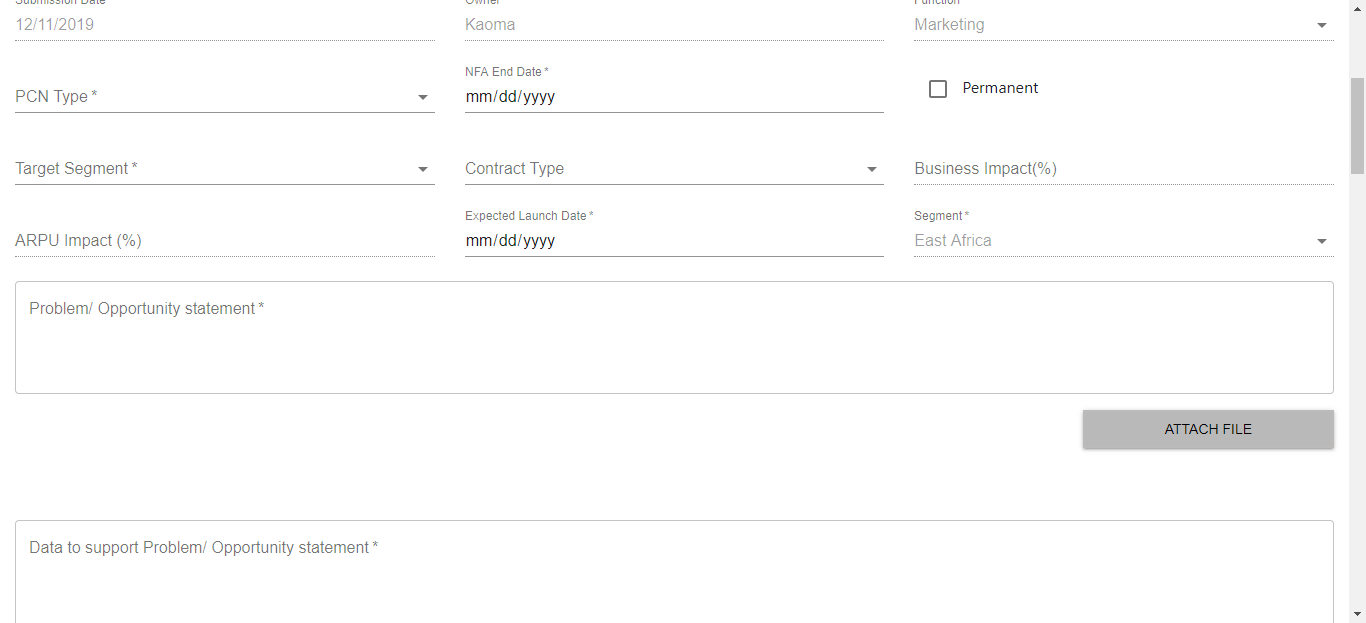 Submission Date Owner Function
12/11/2019 Kaoma Marketing
NFA End Date *
PCN Type * mm/dd/yyyy Permanent
Target Segment * Contract Type Business Impact(%)
Expected Launch Date * Segment *
ARPU Impact (%) mm/dd/yyyy East Africa
Problem/ Opportunity statement *
ATTACH FILE
Data to support Problem/ Opportunity statement *